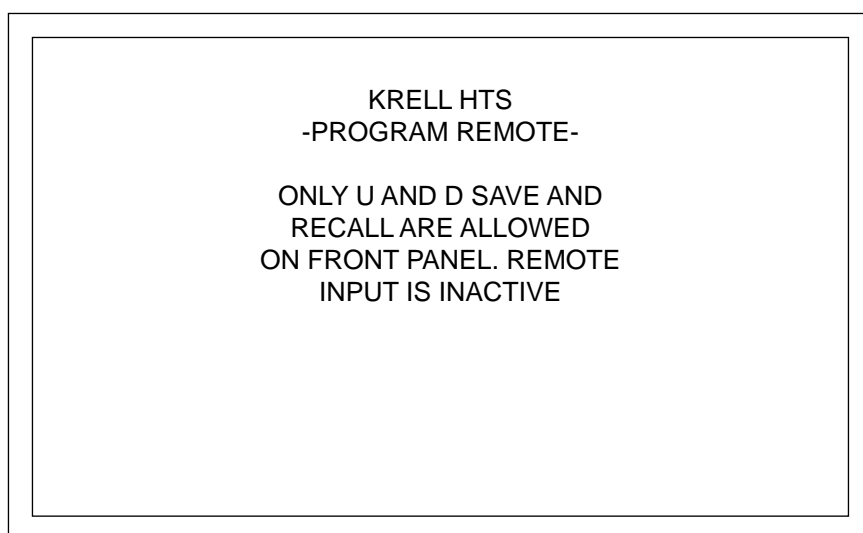 KRELL HTS
-PROGRAM REMOTE-
ONLY U AND D SAVE AND
RECALL ARE ALLOWED
ON FRONT PANEL. REMOTE
INPUT IS INACTIVE